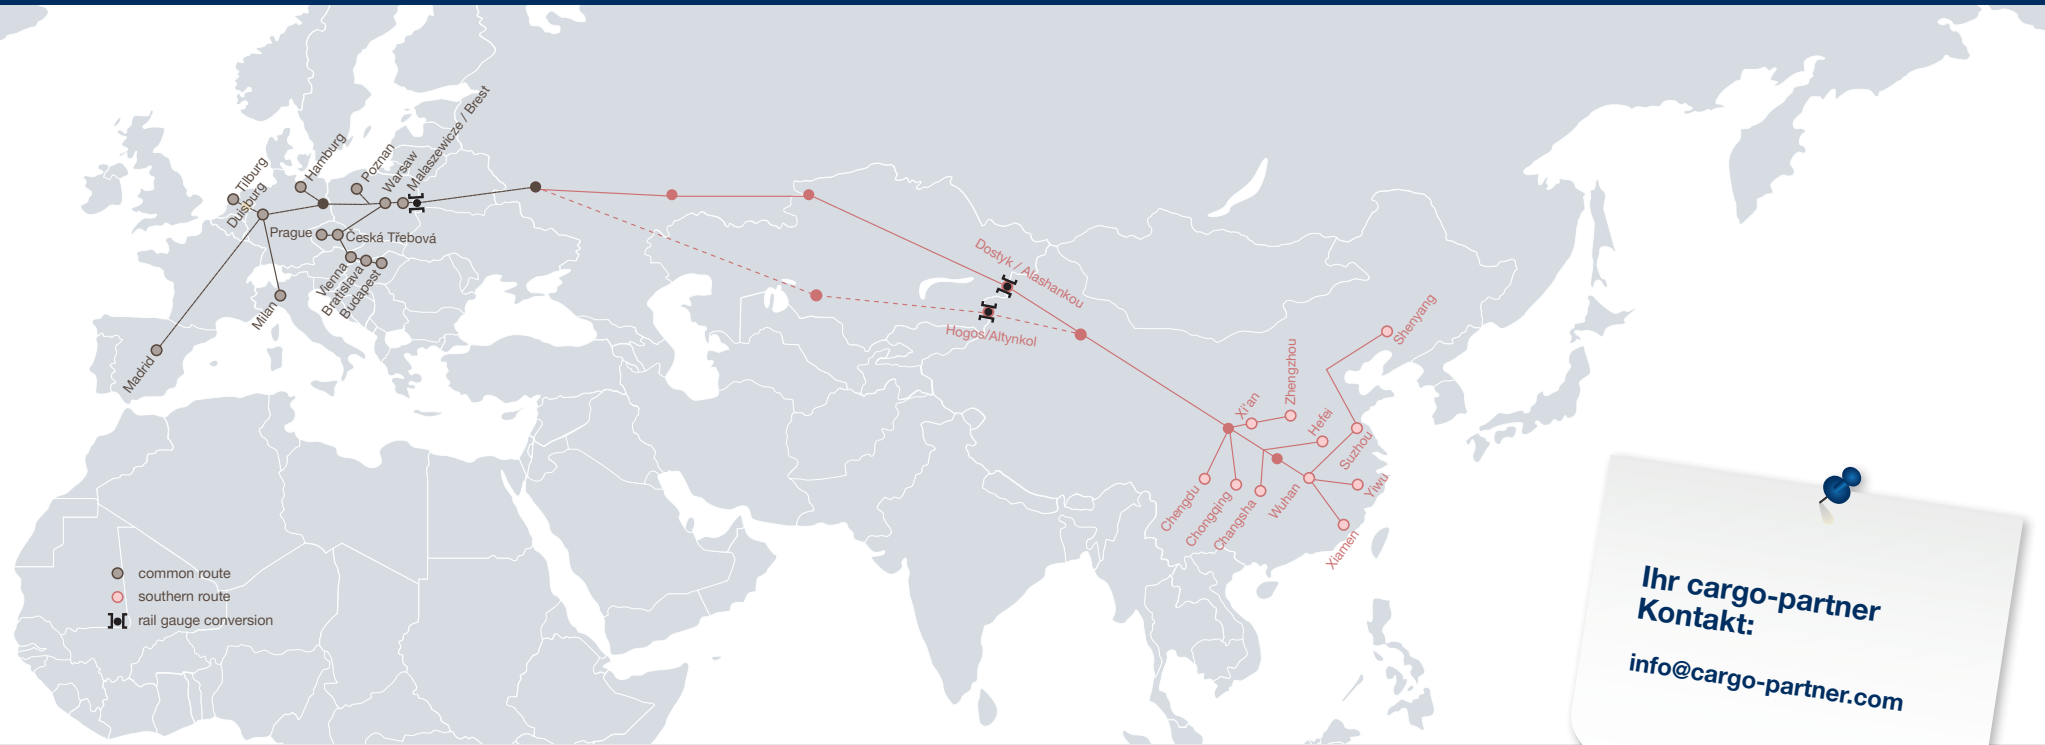 Tilburg
Duisburg
Hamburg
Poznan
Warsaw
Malaszewicze / Brest
Prague
Česká Třebová
Vienna
Bratislava
Budapest
Milan
Madrid
Dostyk / Alashankou
Hogos/Altynkol
Shenyang
Zhengzhou
Xi'an
Hefei
Suzhou
Yiwu
Chengdu
Chongqing
Changsha
Wuhan
Xiamen
common route
southern route
rail gauge conversion
Ihr cargo-partner
Kontakt:
info@cargo-partner.com